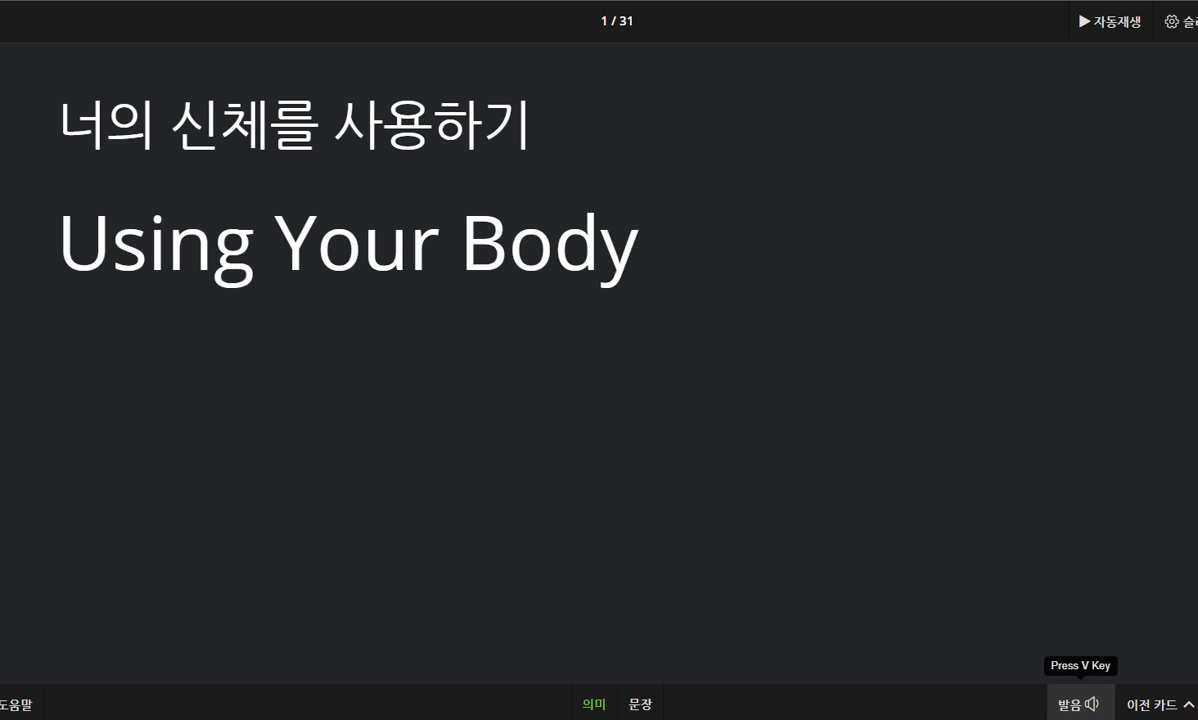 1 / 31
자동재생
너의 신체를 사용하기
Using Your Body
Press V Key
도움말
의미
문장
발음
이전 카드